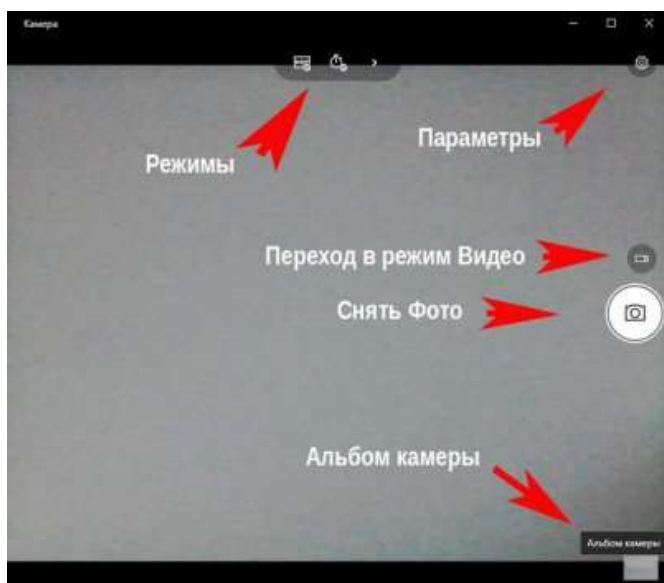 Камера
Параметры
Режимы
Переход в режим Видео
Снять Фото
Альбом камеры
Альбом камеры